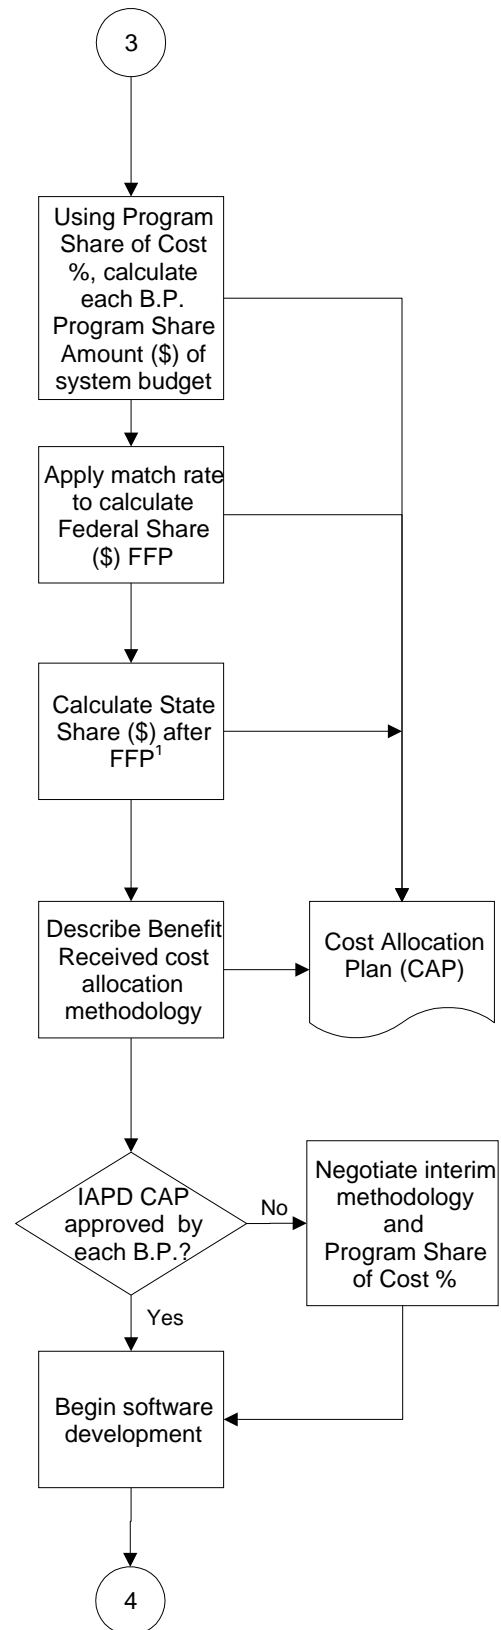 3
Using Program
Share of Cost
%, calculate
each B.P.
Program Share
Amount ($) of
system budget
Apply match rate
to calculate
Federal Share
($) FFP
Calculate State
Share ($) after
FFP¹
Describe Benefit
Received cost
allocation
methodology
Cost Allocation
Plan (CAP)
IAPD CAP
approved by
each B.P.?
No
Negotiate interim
methodology
and
Program Share
of Cost %
Yes
Begin software
development
4